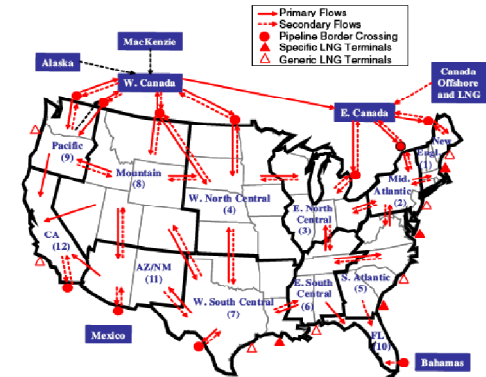 Primary Flows
Secondary Flows
Pipeline Border Crossing
Specific LNG Terminals
Generic LNG Terminals
MacKenzie
Alaska
W. Canada
Canada
Offshore
and LNG
E. Canada
New
Engl.
(1)
Pacific
(9)
Mountain
(8)
Mid.
Atlantic
(2)
W. North Central
(4)
E. North
Central
(3)
CA
(12)
AZ/NM
(11)
W. South Central
(7)
E. South
Central
(6)
S. Atlantic
(5)
FL
(10)
Mexico
Bahamas